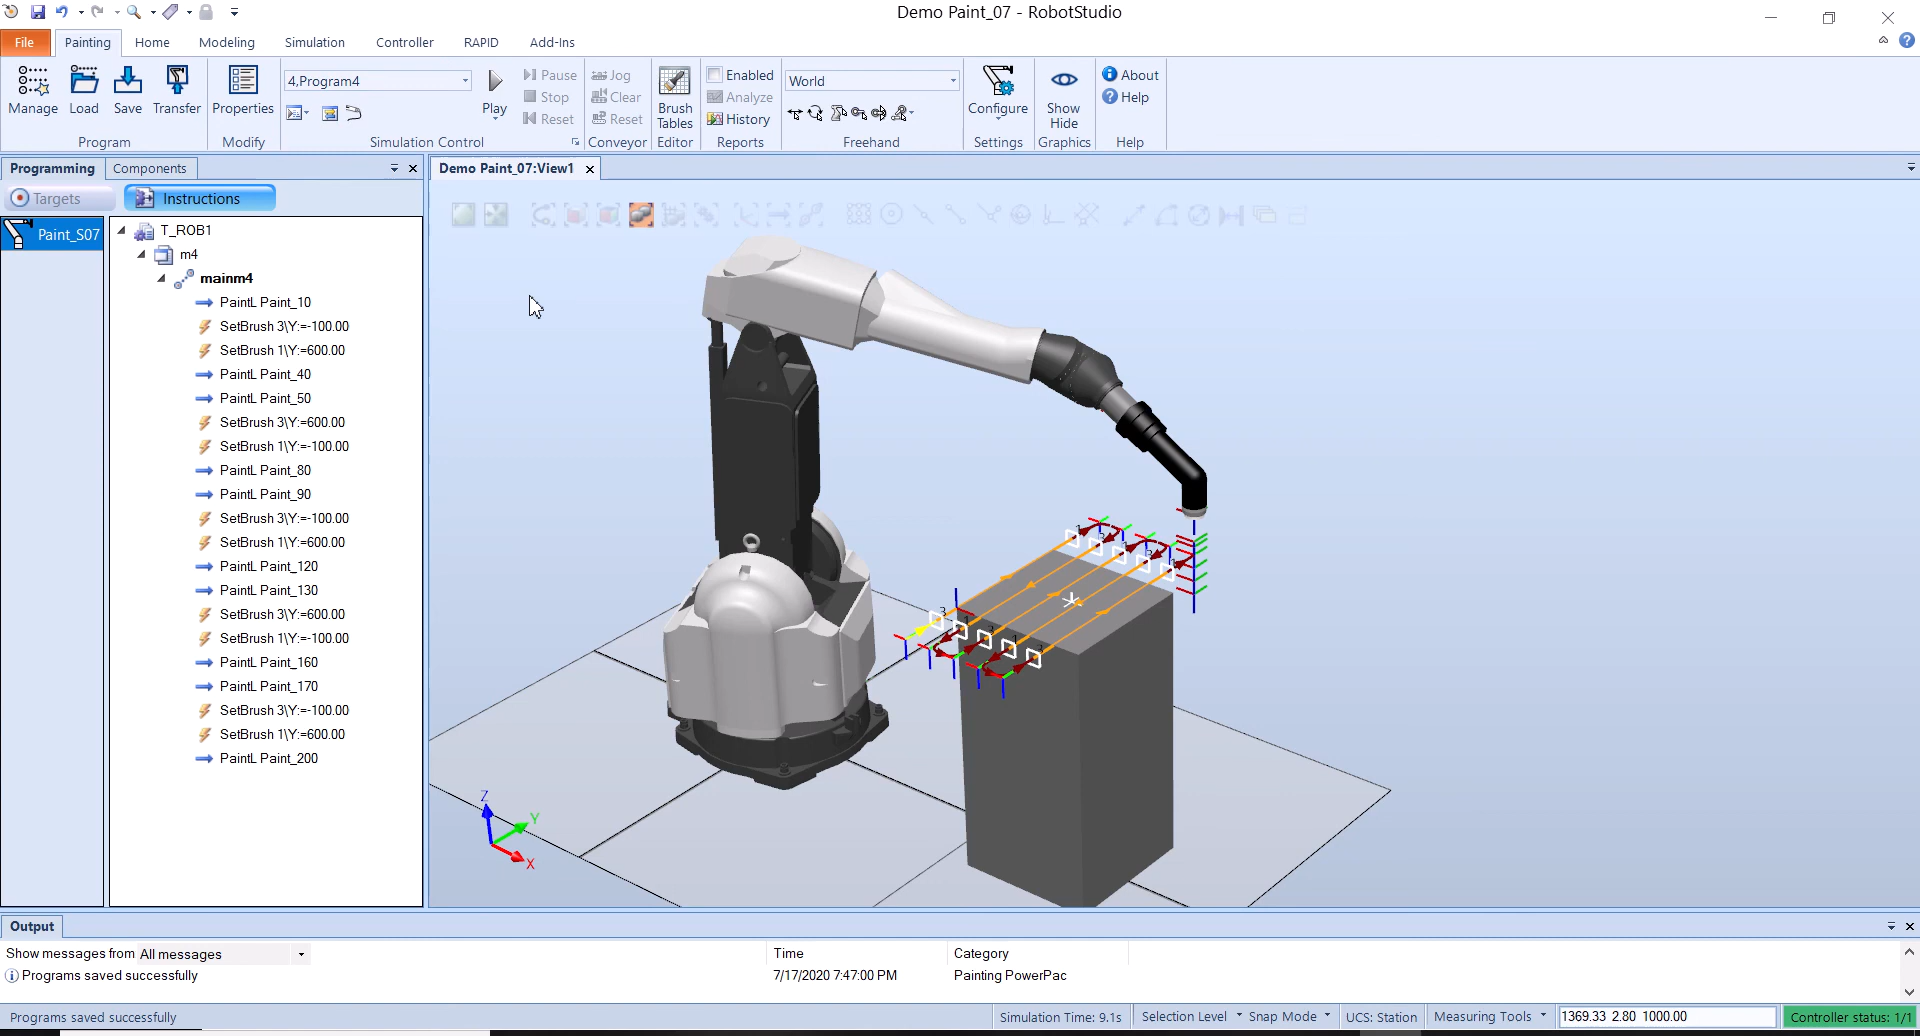 Demo Paint_07 - RobotStudio
File Painting Home Modeling Simulation Controller RAPID Add-Ins
Manage Load Save Transfer
Program
Properties
Modify
4,Program4
Play
Pause
Stop
Reset
Simulation Control
Jog
Clear
Reset
Conveyor
Brush
Tables
Editor
Enabled
Analyze
History
Reports
World
Freehand
Configure
Settings
Show
Hide
Graphics
About
Help
Help
Programming Components
Demo Paint_07:View1
Targets Instructions
Paint_S07
T_ROB1
m4
mainm4
PaintL Paint_10
SetBrush 3\Y:=-100.00
SetBrush 1\Y:=600.00
PaintL Paint_40
PaintL Paint_50
SetBrush 3\Y:=600.00
SetBrush 1\Y:=-100.00
PaintL Paint_80
PaintL Paint_90
SetBrush 3\Y:=-100.00
SetBrush 1\Y:=600.00
PaintL Paint_120
PaintL Paint_130
SetBrush 3\Y:=600.00
SetBrush 1\Y:=-100.00
PaintL Paint_160
PaintL Paint_170
SetBrush 3\Y:=-100.00
SetBrush 1\Y:=600.00
PaintL Paint_200
Z
Y
X
3
Output
Show messages from All messages Time Category
Programs saved successfully 7/17/2020 7:47:00 PM Painting PowerPac
Programs saved successfully Simulation Time: 9.1s Selection Level Snap Mode UCS: Station Measuring Tools 1369.33 2.80 1000.00 Controller status: 1/1